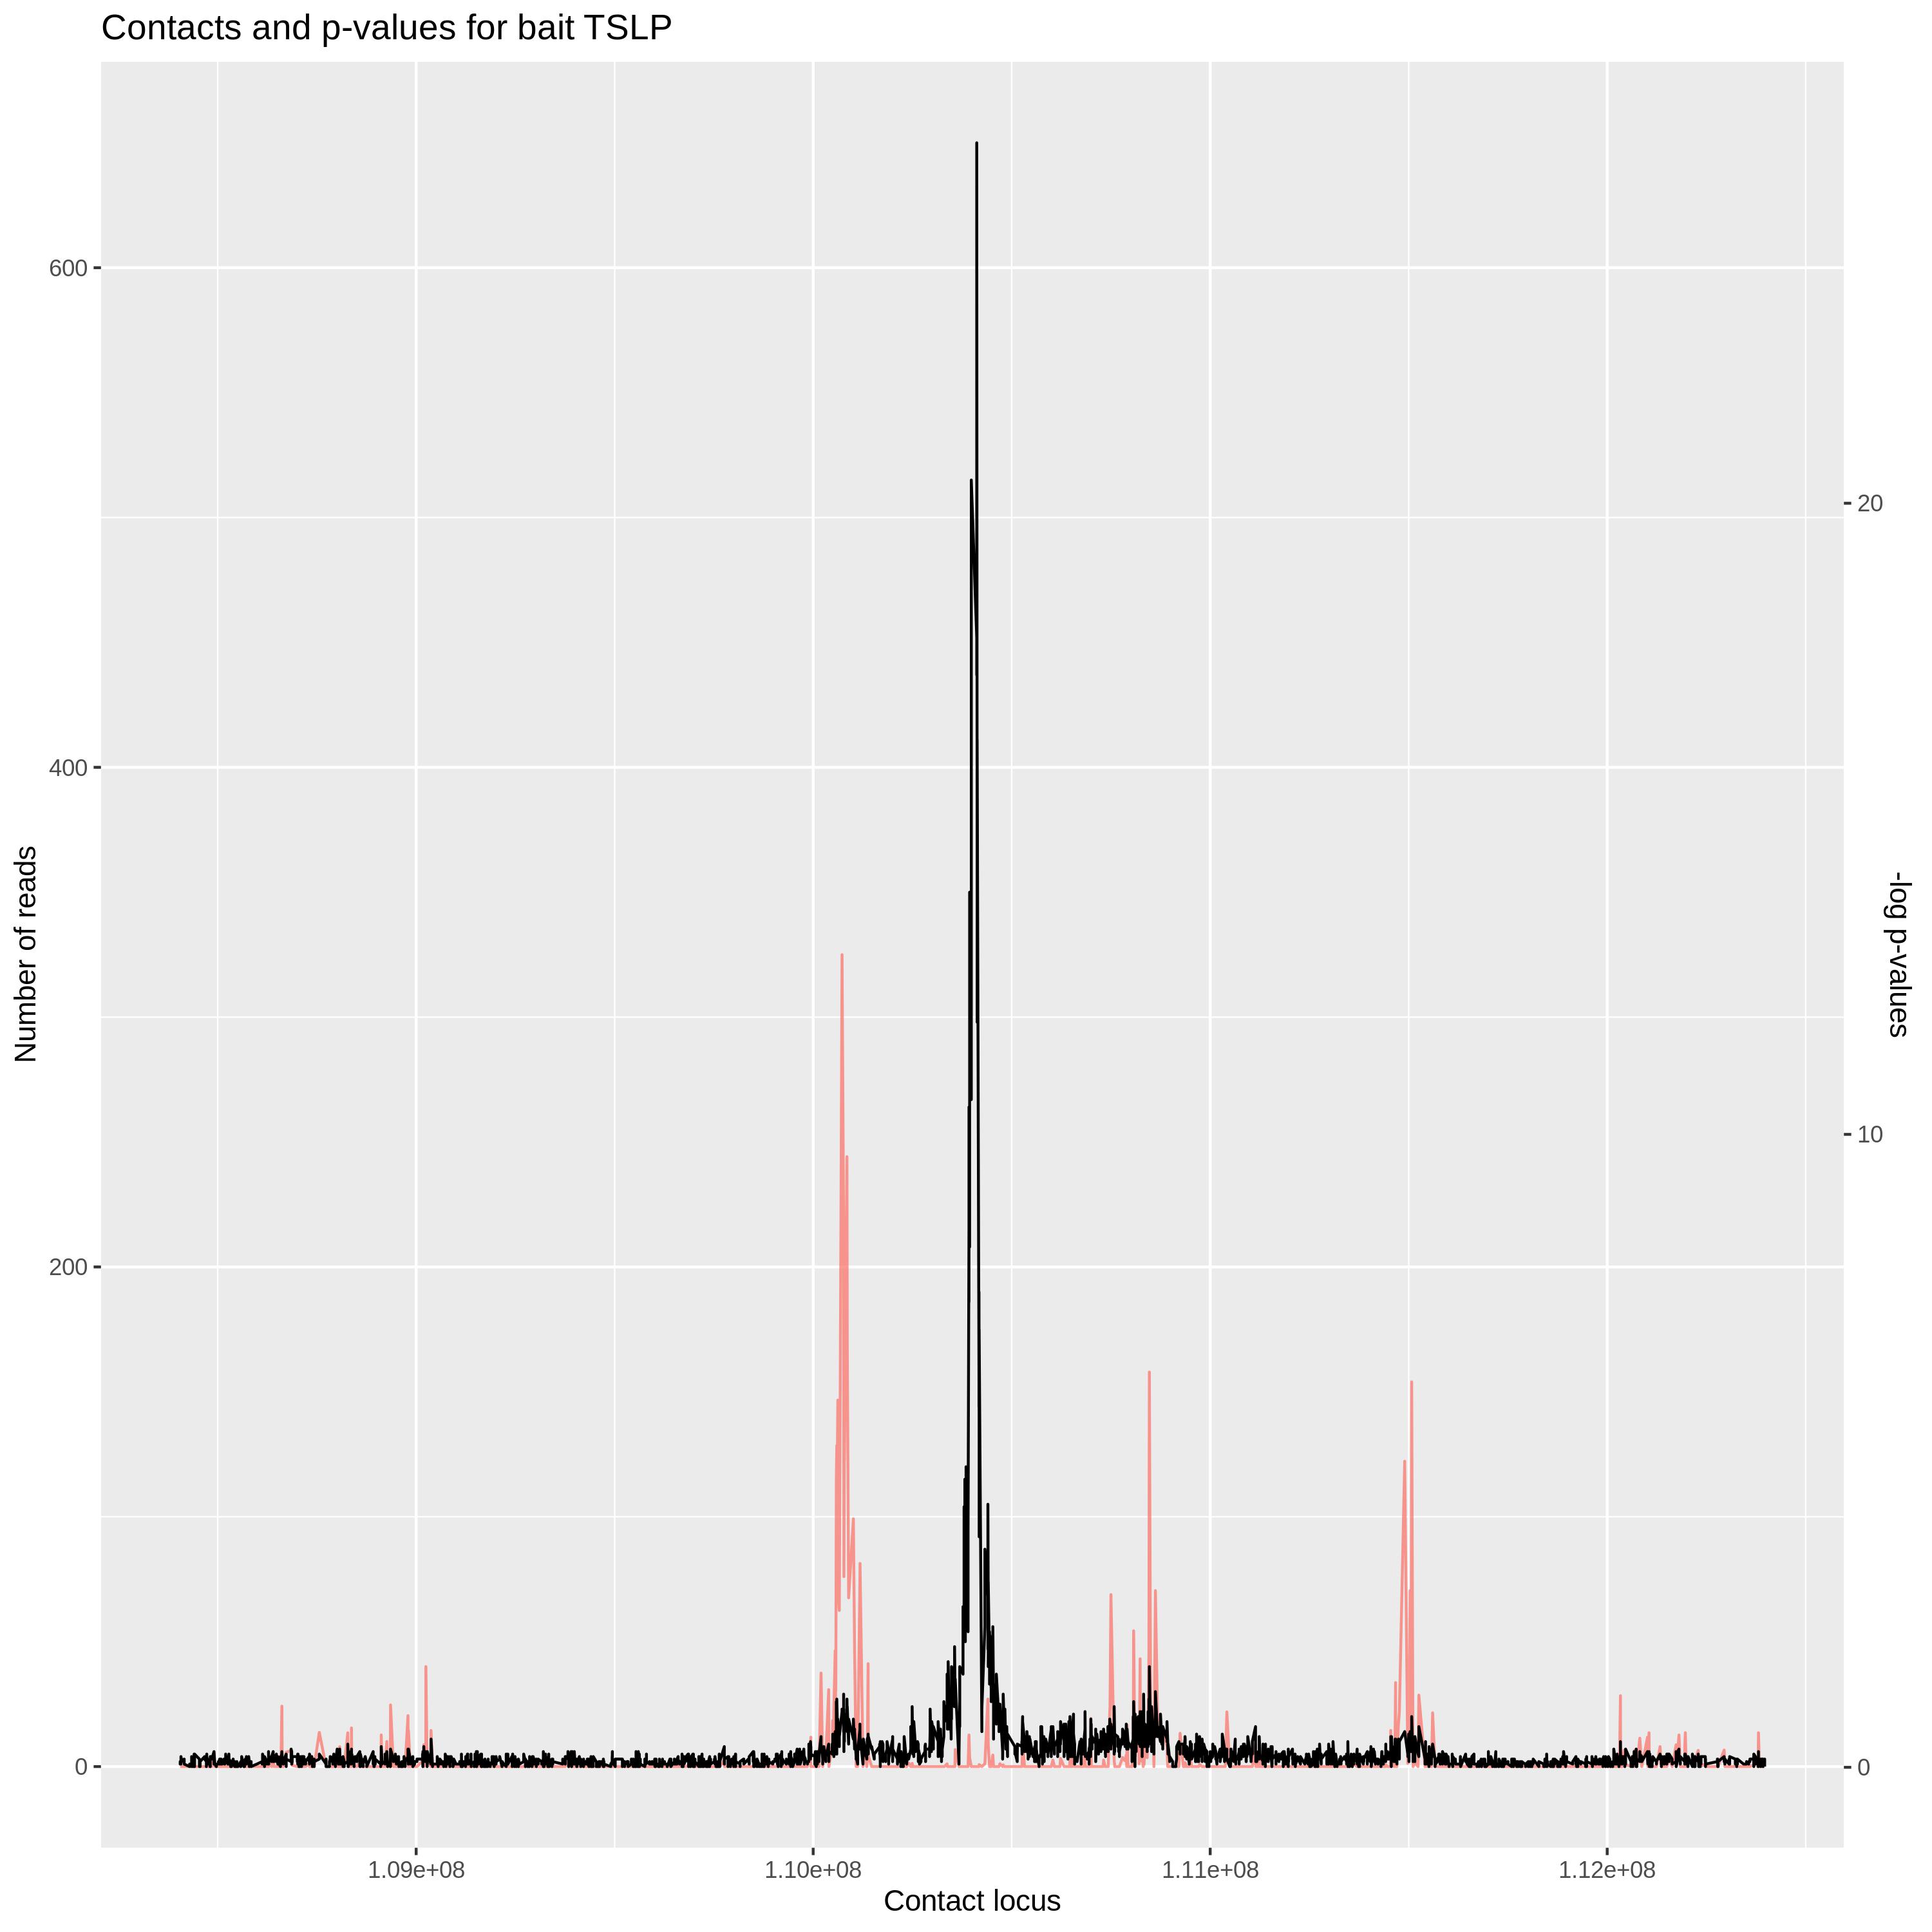 Contacts and p-values for bait TSLP
600
400
200
0
Number of reads
20
10
0
-log p-values
1.09e+08
1.10e+08
1.11e+08
1.12e+08
Contact locus